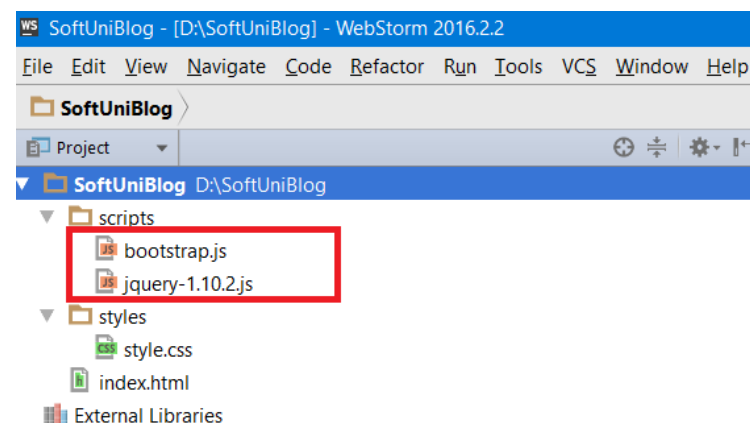 WS SoftUniBlog - [D:\SoftUniBlog] - WebStorm 2016.2.2
File Edit View Navigate Code Refactor Run Tools VCS Window Help
SoftUniBlog
Project
SoftUniBlog D:\SoftUniBlog
scripts
JS bootstrap.js
JS jquery-1.10.2.js
styles
CSS style.css
h index.html
External Libraries